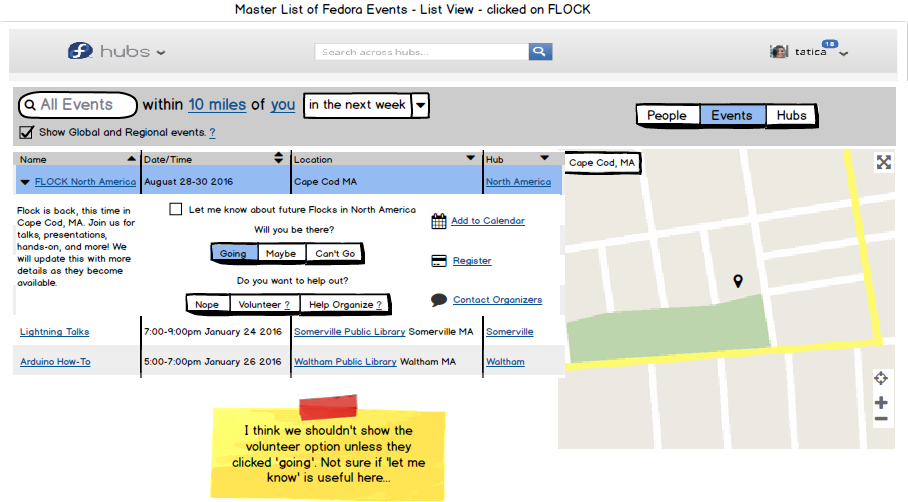 Master List of Fedora Events - List View - clicked on FLOCK
hubs
Search across hubs...
tatica
18
All Events within 10 miles of you in the next week
Show Global and Regional events. ?
People Events Hubs
Name Date/Time Location Hub
FLOCK North America August 28-30 2016 Cape Cod MA North America
Cape Cod, MA
Flock is back, this time in
Cape Cod, MA. Join us for
talks, presentations,
hands-on, and more! We
will update this with more
details as they become
available.
Let me know about future Flocks in North America
Will you be there?
Going Maybe Can't Go
Do you want to help out?
Nope Volunteer ? Help Organize ?
Add to Calendar
Register
Contact Organizers
Lightning Talks 7:00-9:00pm January 24 2016 Somerville Public Library Somerville MA Somerville
Arduino How-To 5:00-7:00pm January 26 2016 Waltham Public Library Waltham MA Waltham
I think we shouldn't show the
volunteer option unless they
clicked 'going'. Not sure if 'let me
know' is useful here...